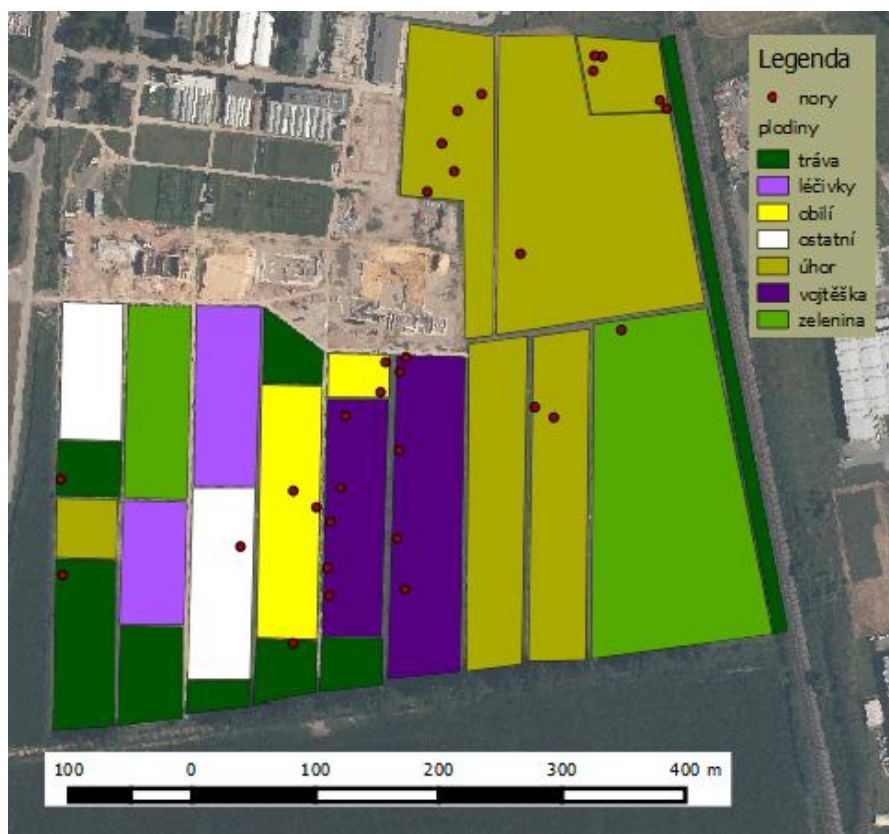 Legenda
nory
plodiny
tráva
léčivky
obilí
ostatní
úhor
vojtěška
zelenina
100 0 100 200 300 400 m